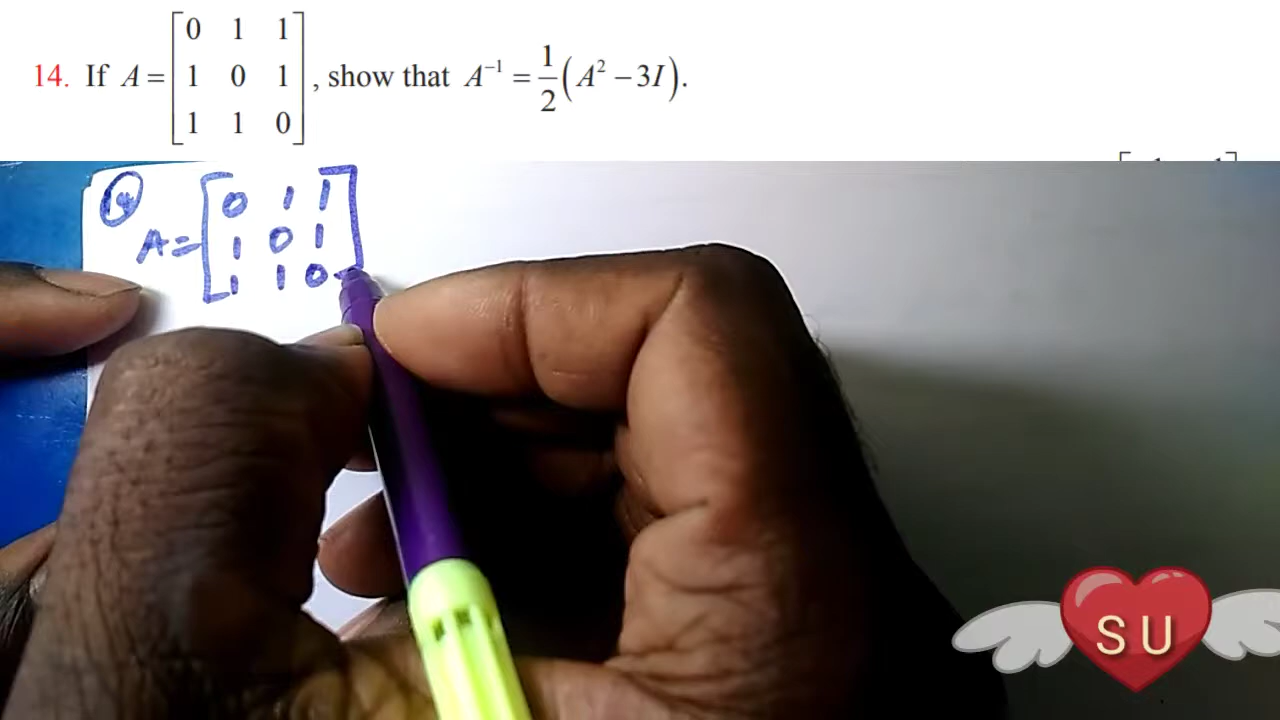 14. If A = [0 1 1
1 0 1
1 1 0], show that A⁻¹ = 1/2 (A² − 3I).
14
A = [0 1 1
1 0 1
1 1 0]
SU